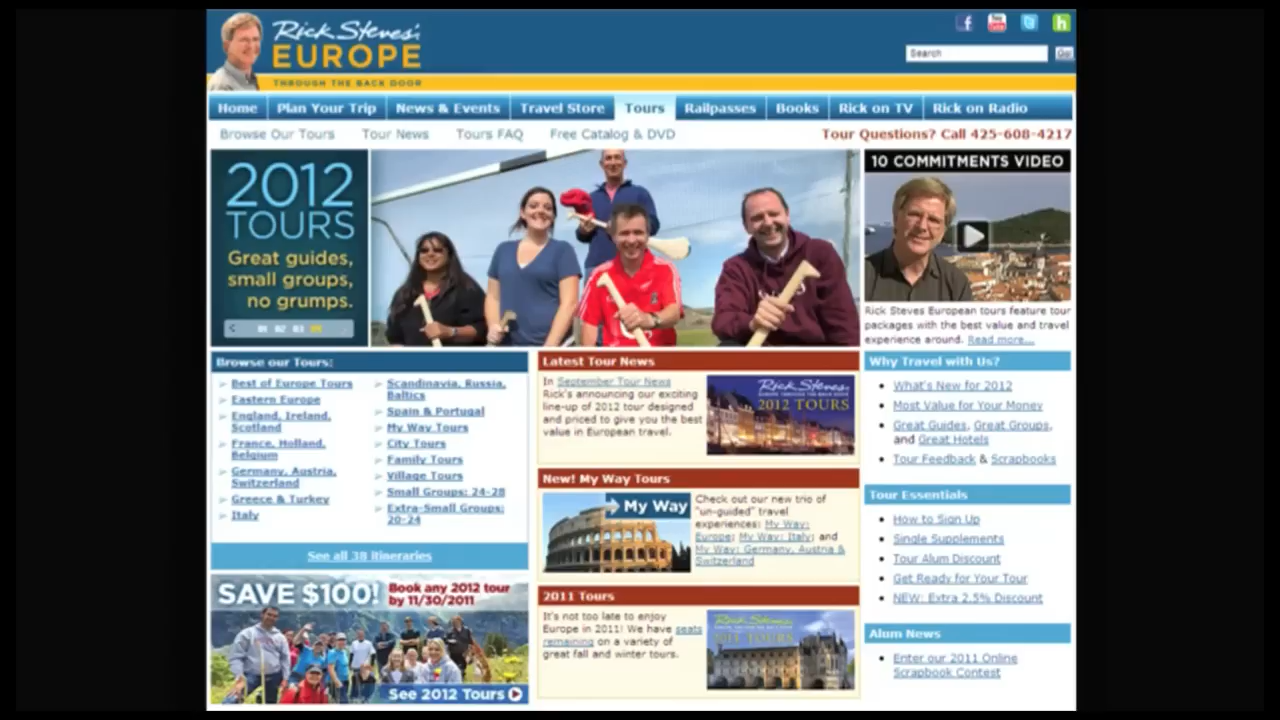 Rick Steves'
EUROPE
THROUGH THE BACK DOOR
Search
Go!
Home Plan Your Trip News & Events Travel Store Tours Railpasses Books Rick on TV Rick on Radio
Browse Our Tours Tour News Tours FAQ Free Catalog & DVD Tour Questions? Call 425-608-4217
2012
TOURS
Great guides,
small groups,
no grumps.
01 02 03
10 COMMITMENTS VIDEO
Rick Steves European tours feature tour
packages with the best value and travel
experience around. Read more...
Browse our Tours:
Best of Europe Tours
Eastern Europe
England, Ireland,
Scotland
France, Holland,
Belgium
Germany, Austria,
Switzerland
Greece & Turkey
Italy
Scandinavia, Russia,
Baltics
Spain & Portugal
My Way Tours
City Tours
Family Tours
Village Tours
Small Groups: 24-28
Extra-Small Groups:
20-24
See all 38 itineraries
SAVE $100! Book any 2012 tour
by 11/30/2011
See 2012 Tours
Latest Tour News
In September Tour News
Rick's announcing our exciting
line-up of 2012 tour designed
and priced to give you the best
value in European travel.
Rick Steves'
EUROPE THROUGH THE BACK DOOR
2012 TOURS
New! My Way Tours
My Way
Check out our new trio of
"un-guided" travel
experiences: My Way:
Europe; My Way: Italy; and
My Way: Germany, Austria &
Switzerland
2011 Tours
It's not too late to enjoy
Europe in 2011! We have seats
remaining on a variety of
great fall and winter tours.
Rick Steves'
2011 TOURS
Why Travel with Us?
What's New for 2012
Most Value for Your Money
Great Guides, Great Groups,
and Great Hotels
Tour Feedback & Scrapbooks
Tour Essentials
How to Sign Up
Single Supplements
Tour Alum Discount
Get Ready for Your Tour
NEW: Extra 2.5% Discount
Alum News
Enter our 2011 Online
Scrapbook Contest